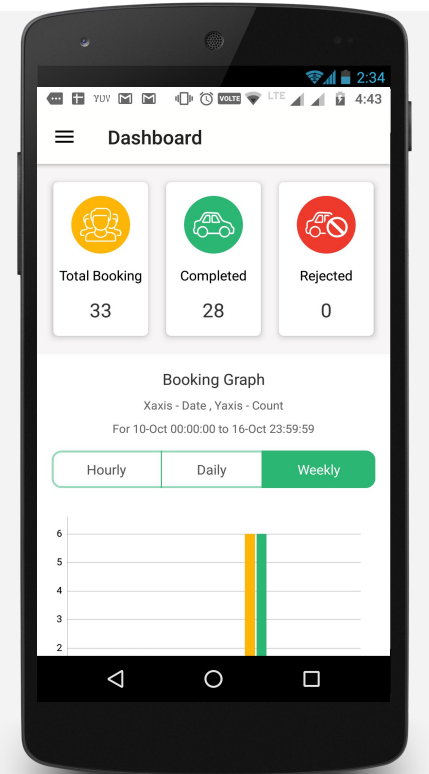 2:34
YUV VOLTE LTE 4:43
Dashboard
Total Booking Completed Rejected
33 28 0
Booking Graph
Xaxis - Date , Yaxis - Count
For 10-Oct 00:00:00 to 16-Oct 23:59:59
Hourly Daily Weekly
6
5
4
3
2